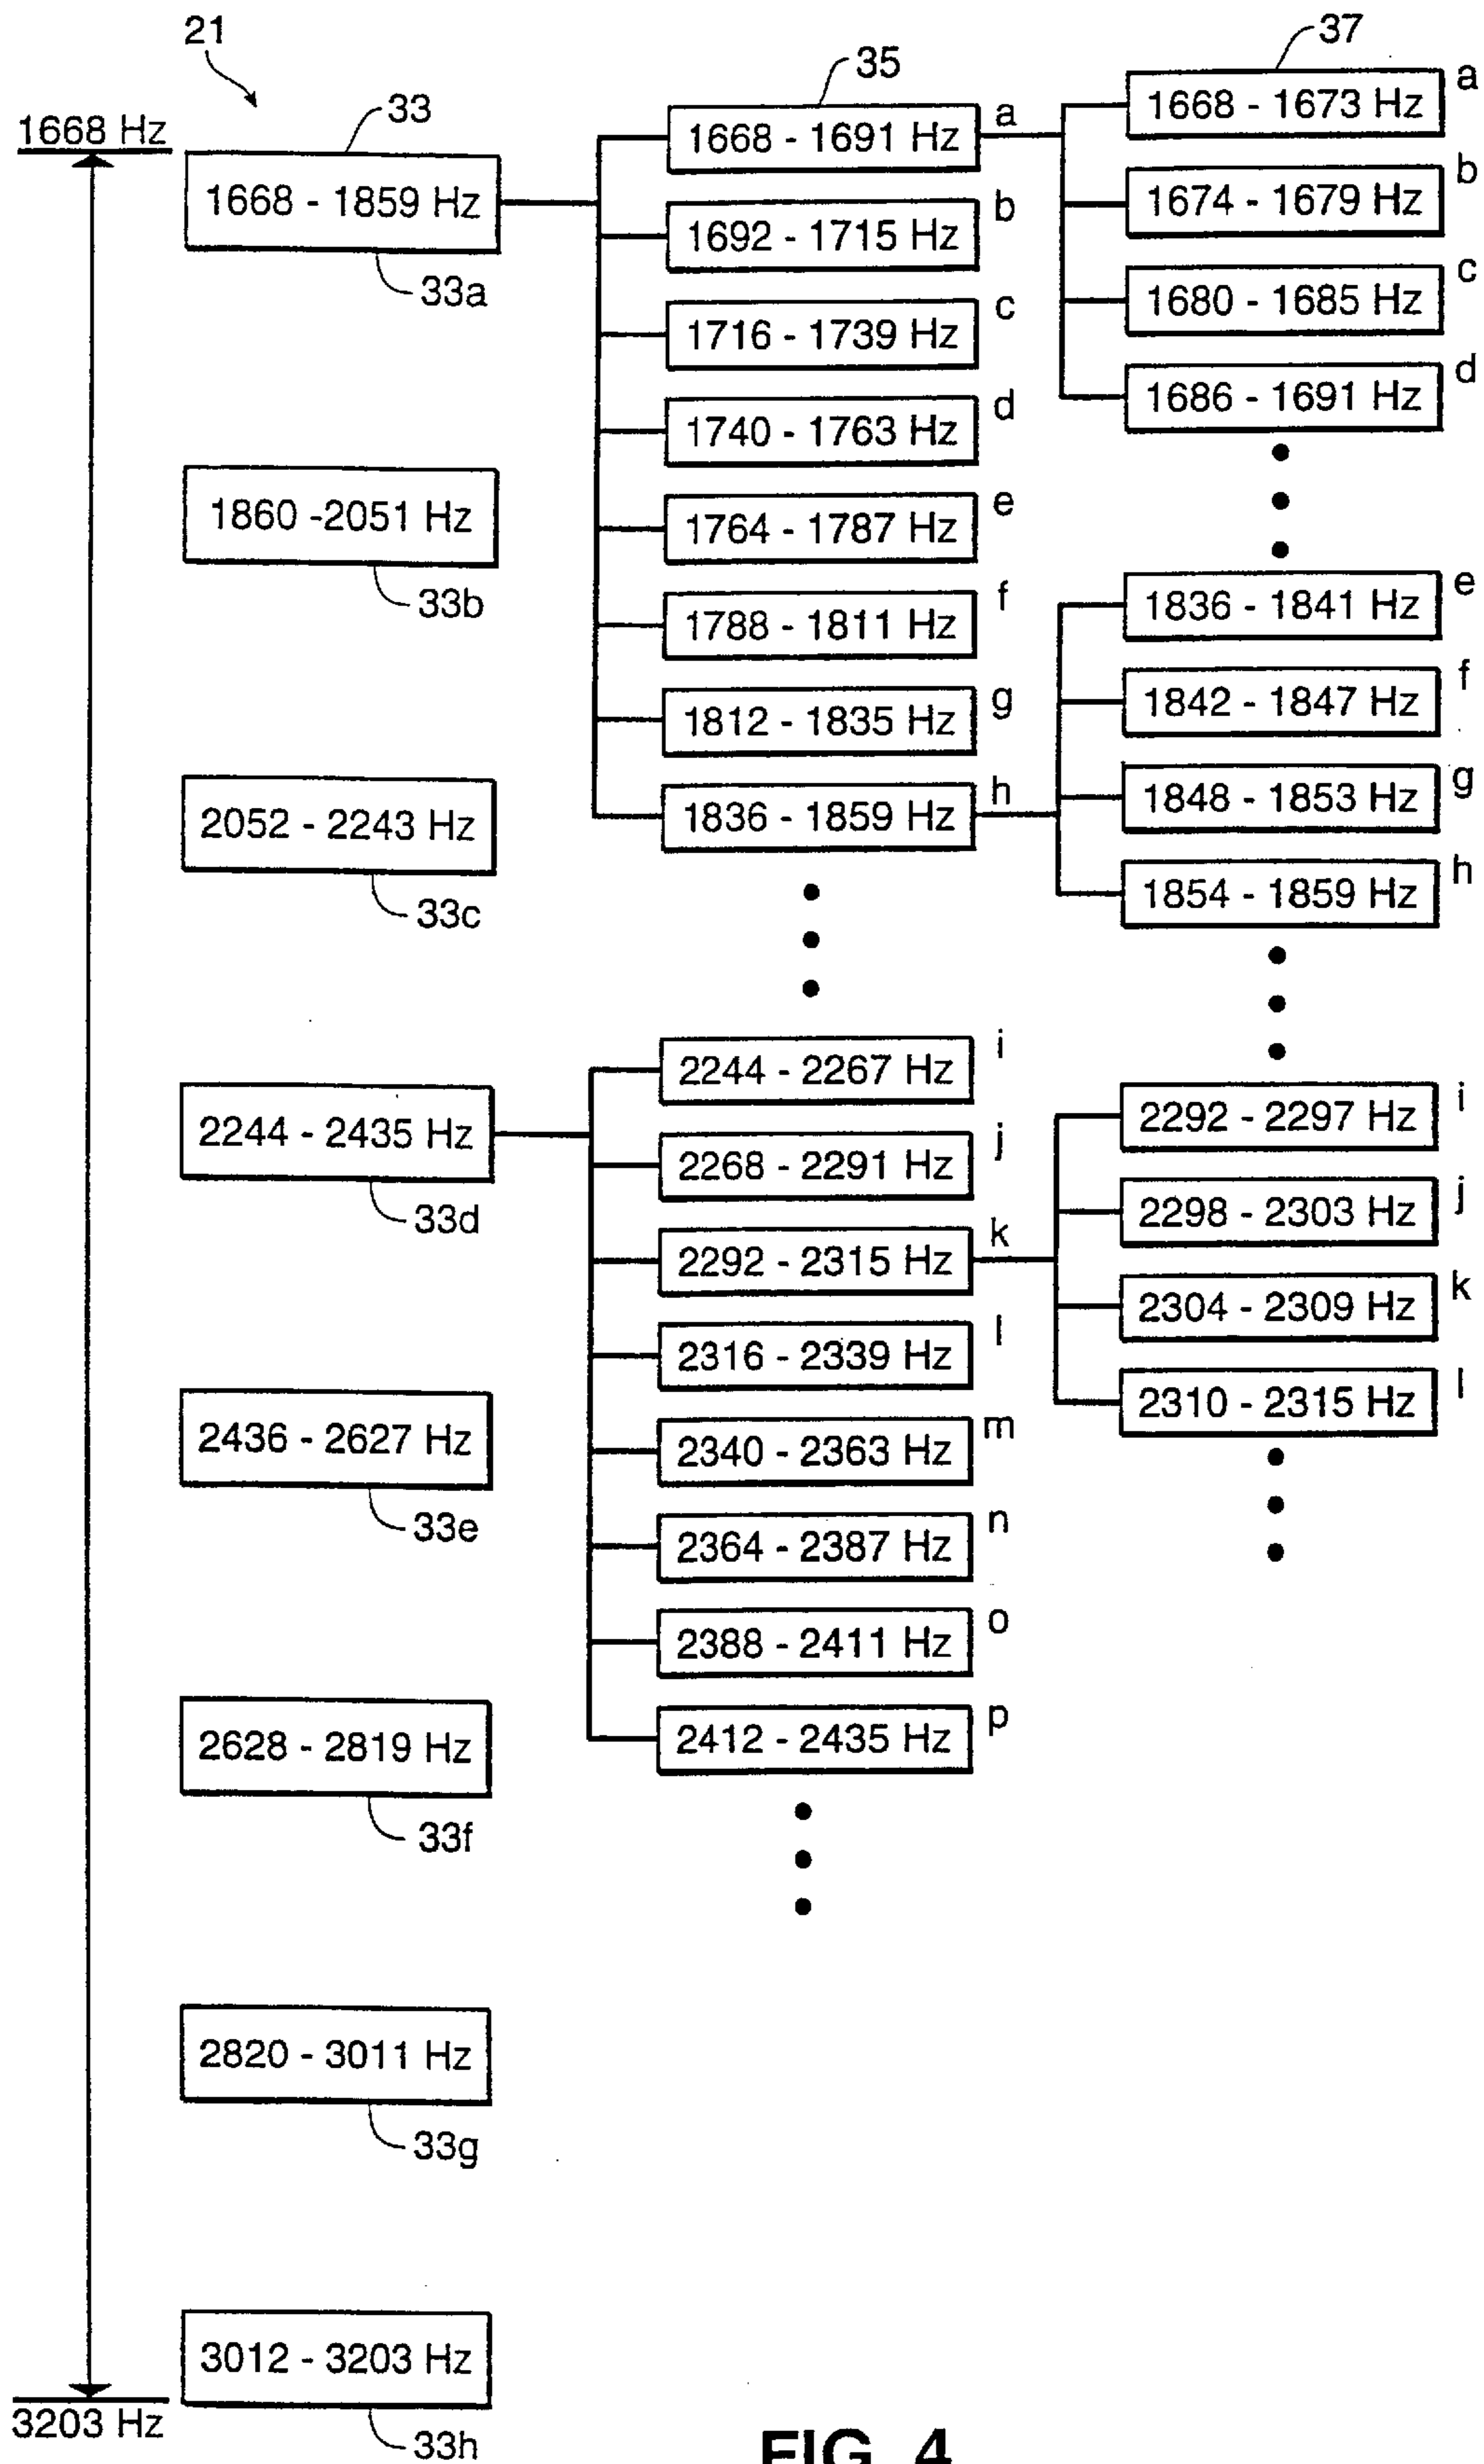 21
1668 Hz
33
1668 - 1859 Hz
33a
1860 -2051 Hz
33b
2052 - 2243 Hz
33c
2244 - 2435 Hz
33d
2436 - 2627 Hz
33e
2628 - 2819 Hz
33f
2820 - 3011 Hz
33g
3012 - 3203 Hz
33h
3203 Hz
35
1668 - 1691 Hz a
1692 - 1715 Hz b
1716 - 1739 Hz c
1740 - 1763 Hz d
1764 - 1787 Hz e
1788 - 1811 Hz f
1812 - 1835 Hz g
1836 - 1859 Hz h
2244 - 2267 Hz i
2268 - 2291 Hz j
2292 - 2315 Hz k
2316 - 2339 Hz l
2340 - 2363 Hz m
2364 - 2387 Hz n
2388 - 2411 Hz o
2412 - 2435 Hz p
37
1668 - 1673 Hz a
1674 - 1679 Hz b
1680 - 1685 Hz c
1686 - 1691 Hz d
1836 - 1841 Hz e
1842 - 1847 Hz f
1848 - 1853 Hz g
1854 - 1859 Hz h
2292 - 2297 Hz i
2298 - 2303 Hz j
2304 - 2309 Hz k
2310 - 2315 Hz l
FIG. 4